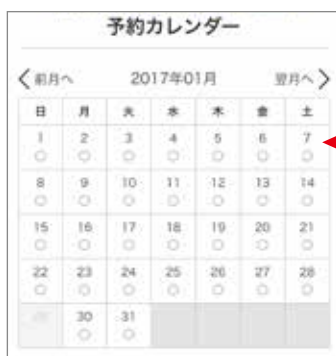 予約カレンダー
前月へ 2017年01月 翌月へ
日 月 火 水 木 金 土
1 2 3 4 5 6 7
○ ○ ○ ○ ○ ○ ○
8 9 10 11 12 13 14
○ ○ ○ ○ ○ ○ ○
15 16 17 18 19 20 21
○ ○ ○ ○ ○ ○ ○
22 23 24 25 26 27 28
○ ○ ○ ○ ○ ○ ○
30 31
○ ○